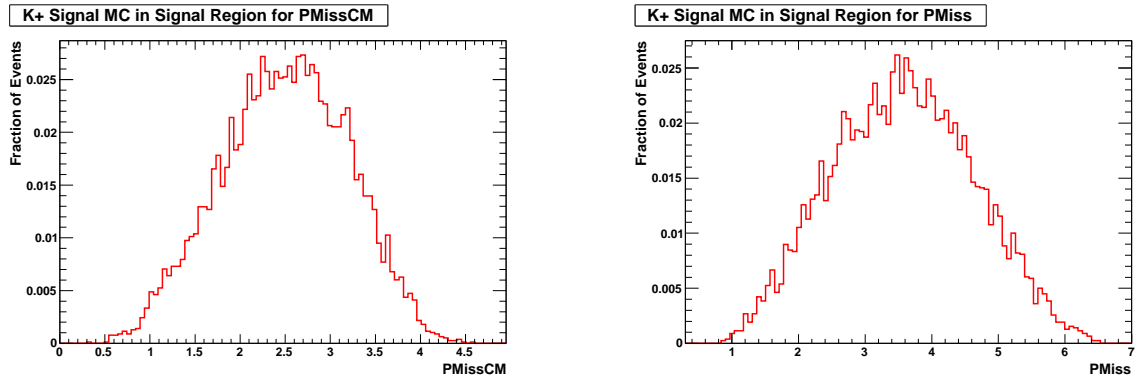 K+ Signal MC in Signal Region for PMissCM
Fraction of Events
0.025
0.02
0.015
0.01
0.005
0
0 0.5 1 1.5 2 2.5 3 3.5 4 4.5
PMissCM
K+ Signal MC in Signal Region for PMiss
Fraction of Events
0.025
0.02
0.015
0.01
0.005
0
1 2 3 4 5 6 7
PMiss